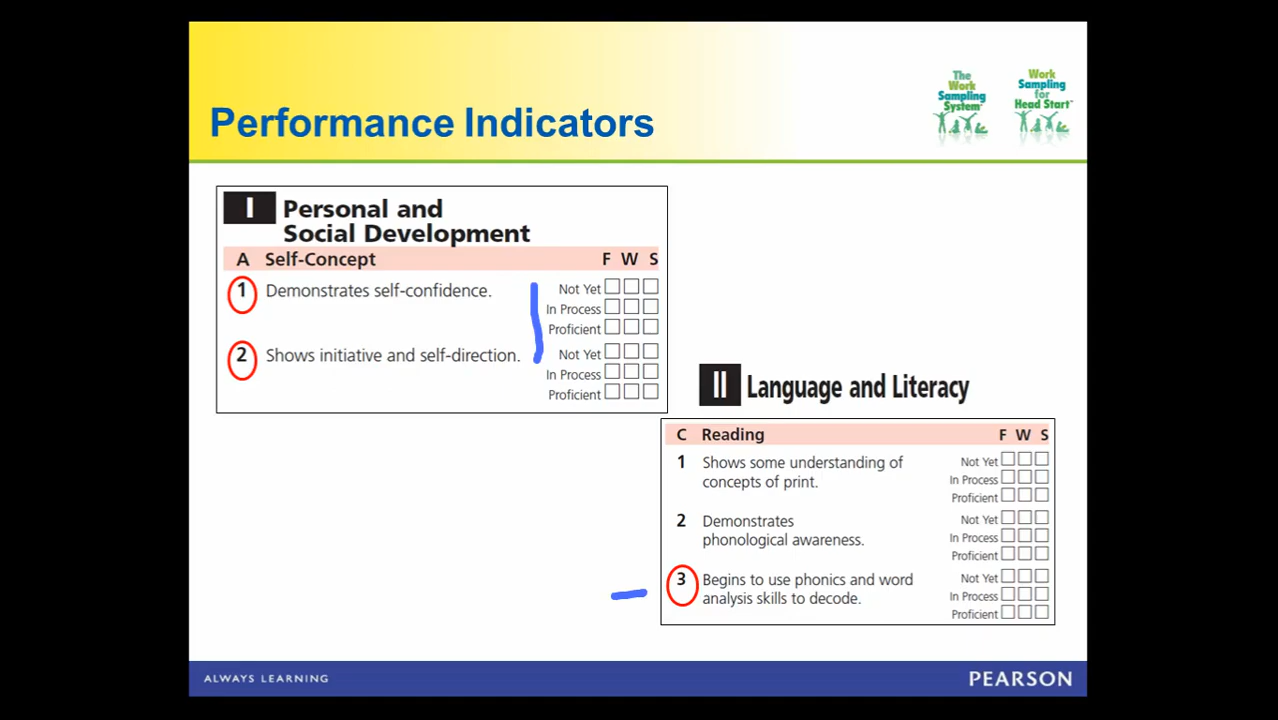 Performance Indicators
The
Work
Sampling
System™
Work
Sampling
for
Head Start™
I Personal and
Social Development
A Self-Concept F W S
1 Demonstrates self-confidence. Not Yet
In Process
Proficient
2 Shows initiative and self-direction. Not Yet
In Process
Proficient
II Language and Literacy
C Reading F W S
1 Shows some understanding of Not Yet
concepts of print. In Process
Proficient
2 Demonstrates Not Yet
phonological awareness. In Process
Proficient
3 Begins to use phonics and word Not Yet
analysis skills to decode. In Process
Proficient
ALWAYS LEARNING
PEARSON